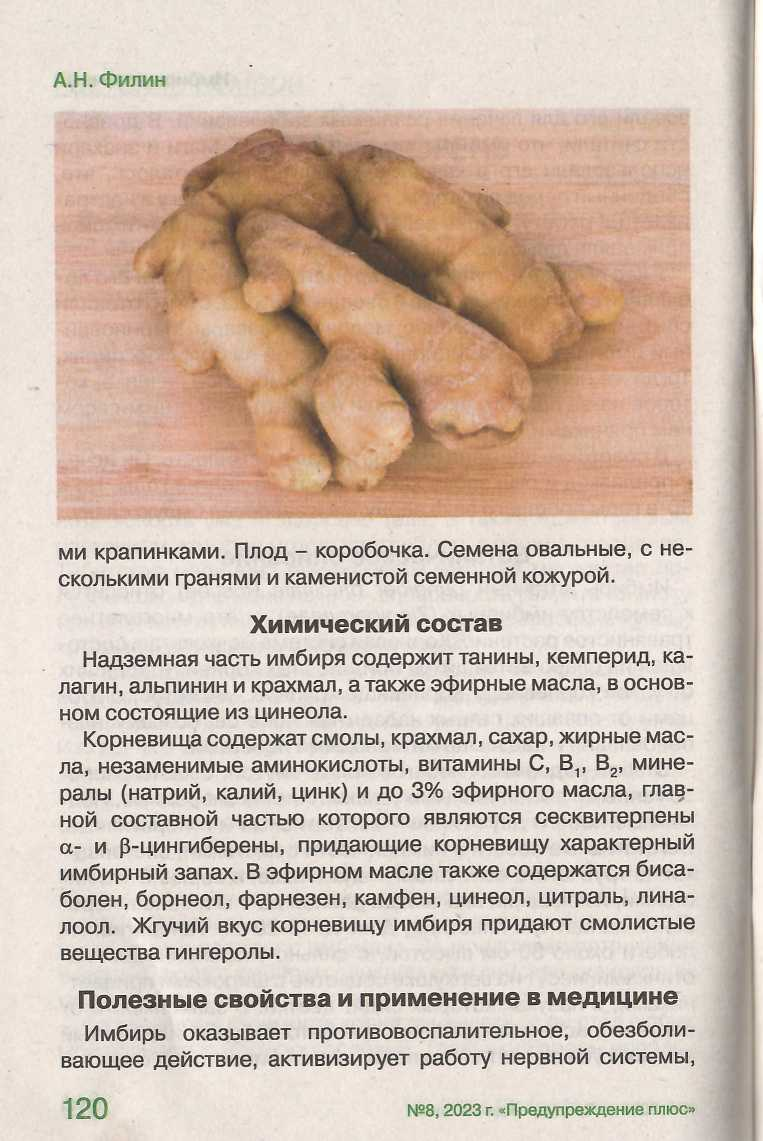 А.Н. Филин
ми крапинками. Плод – коробочка. Семена овальные, с не-
сколькими гранями и каменистой семенной кожурой.
Химический состав
Надземная часть имбиря содержит танины, кемперид, ка-
лагин, альпинин и крахмал, а также эфирные масла, в основ-
ном состоящие из цинеола.
Корневища содержат смолы, крахмал, сахар, жирные мас-
ла, незаменимые аминокислоты, витамины С, В₁, В₂, мине-
ралы (натрий, калий, цинк) и до 3% эфирного масла, глав-
ной составной частью которого являются сесквитерпены
α- и β-цингиберены, придающие корневищу характерный
имбирный запах. В эфирном масле также содержатся биса-
болен, борнеол, фарнезен, камфен, цинеол, цитраль, лина-
лоол. Жгучий вкус корневищу имбиря придают смолистые
вещества гингеролы.
Полезные свойства и применение в медицине
Имбирь оказывает противовоспалительное, обезболи-
вающее действие, активизирует работу нервной системы,
120
№8, 2023 г. «Предупреждение плюс»